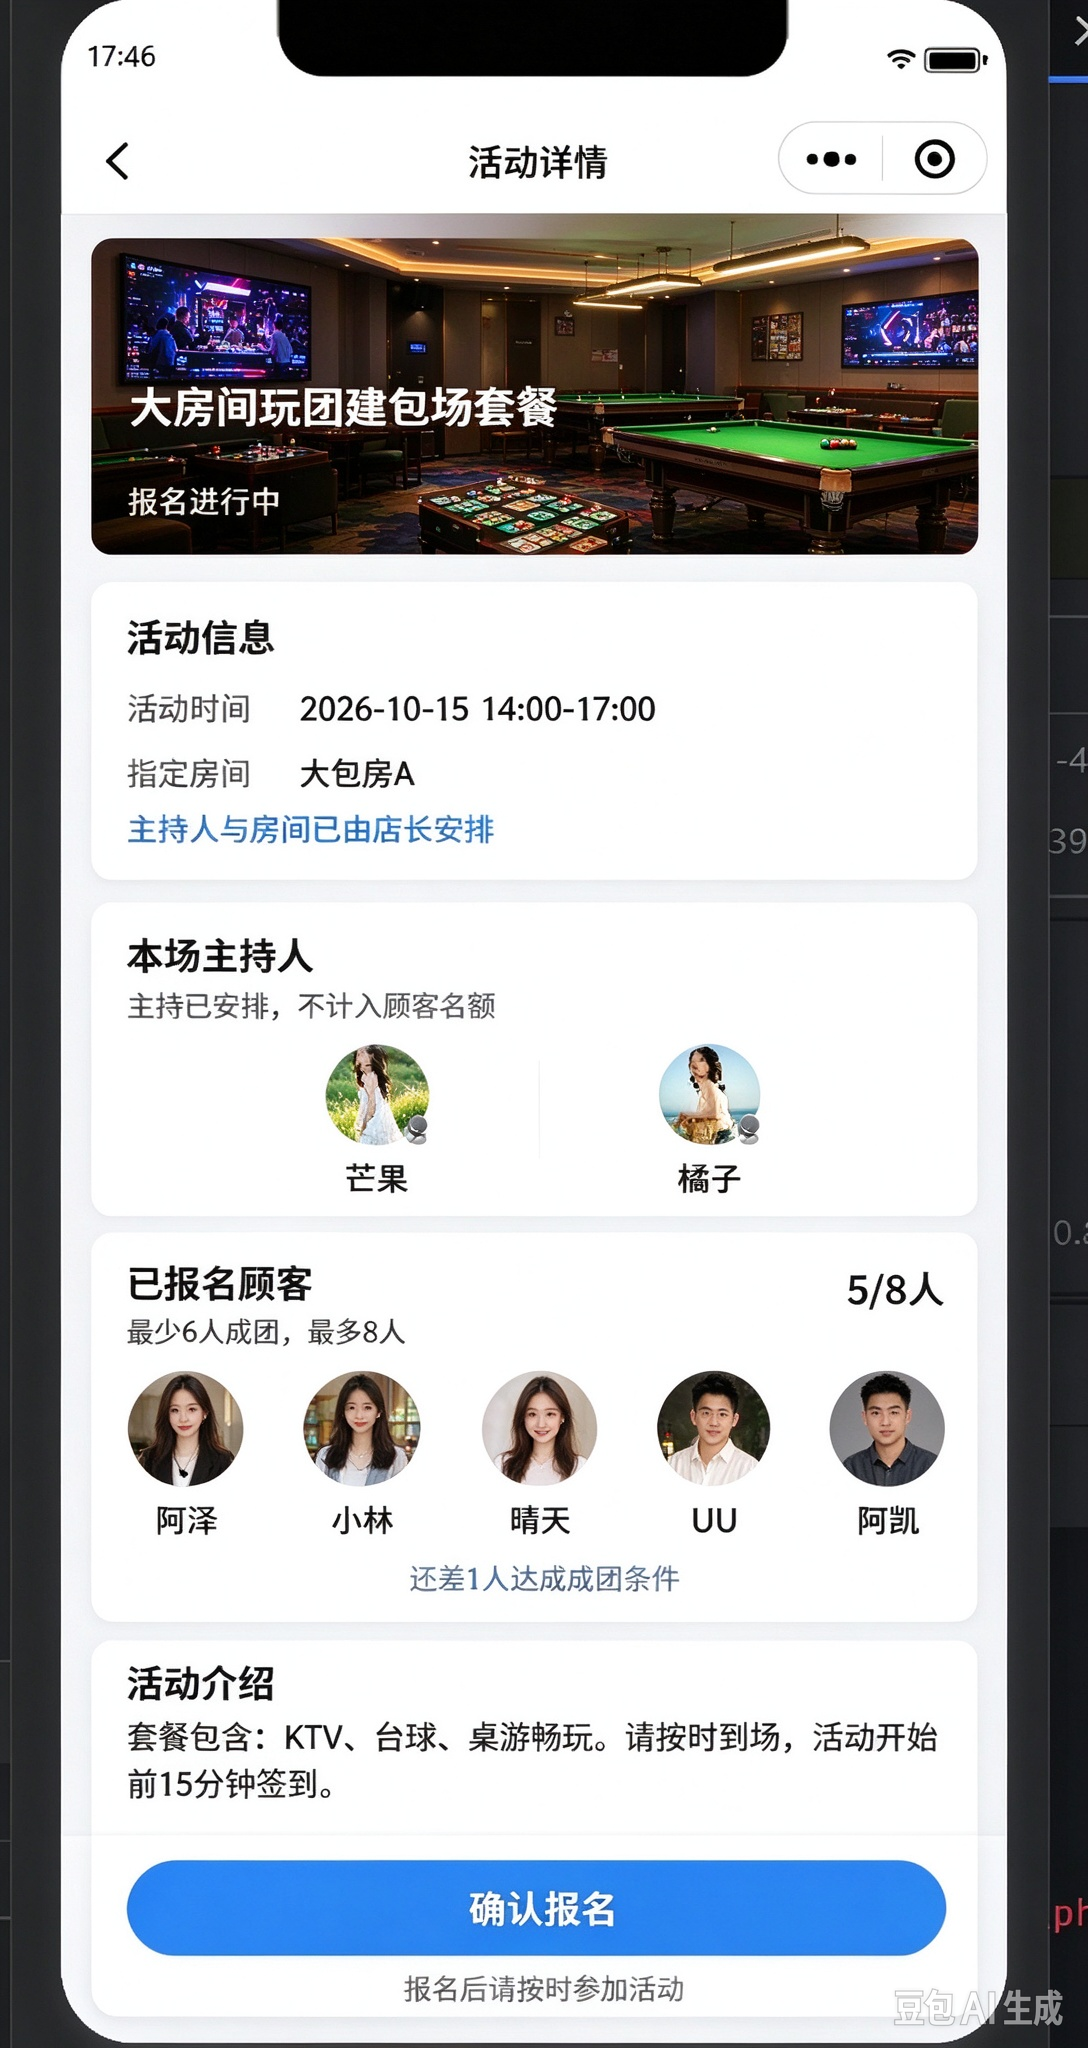 17:46
活动详情
大房间玩团建包场套餐
报名进行中
活动信息
活动时间 2026-10-15 14:00-17:00
指定房间 大包房A
主持人与房间已由店长安排
本场主持人
主持已安排，不计入顾客名额
芒果 橘子
已报名顾客 5/8人
最少6人成团，最多8人
阿泽 小林 晴天 UU 阿凯
还差1人达成成团条件
活动介绍
套餐包含：KTV、台球、桌游畅玩。请按时到场，活动开始
前15分钟签到。
确认报名
报名后请按时参加活动
豆包AI生成
-4
39
0.
.ph